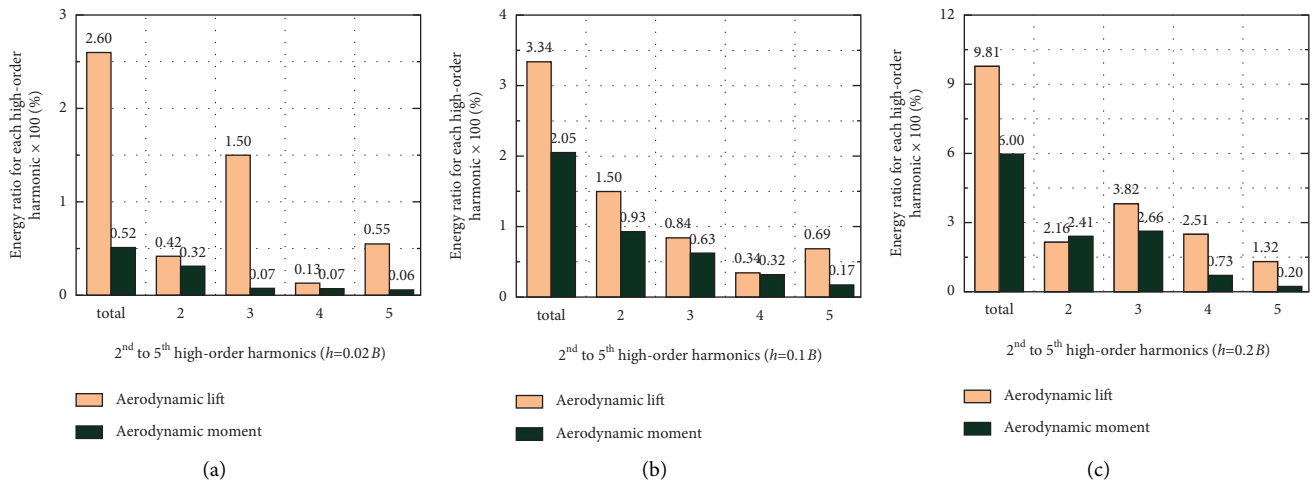 Energy ratio for each high-order
harmonic × 100 (%)
3
2
1
0
2.60
0.52
0.42
0.32
1.50
0.07
0.13
0.07
0.55
0.06
total 2 3 4 5
2nd to 5th high-order harmonics (h=0.02B)
Aerodynamic lift
Aerodynamic moment
(a)
Energy ratio for each high-order
harmonic × 100 (%)
4
3
2
1
0
3.34
2.05
1.50
0.93
0.84
0.63
0.34
0.32
0.69
0.17
total 2 3 4 5
2nd to 5th high-order harmonics (h=0.1B)
Aerodynamic lift
Aerodynamic moment
(b)
Energy ratio for each high-order
harmonic × 100 (%)
12
9
6
3
0
9.81
6.00
2.16
2.41
3.82
2.66
2.51
0.73
1.32
0.20
total 2 3 4 5
2nd to 5th high-order harmonics (h=0.2B)
Aerodynamic lift
Aerodynamic moment
(c)